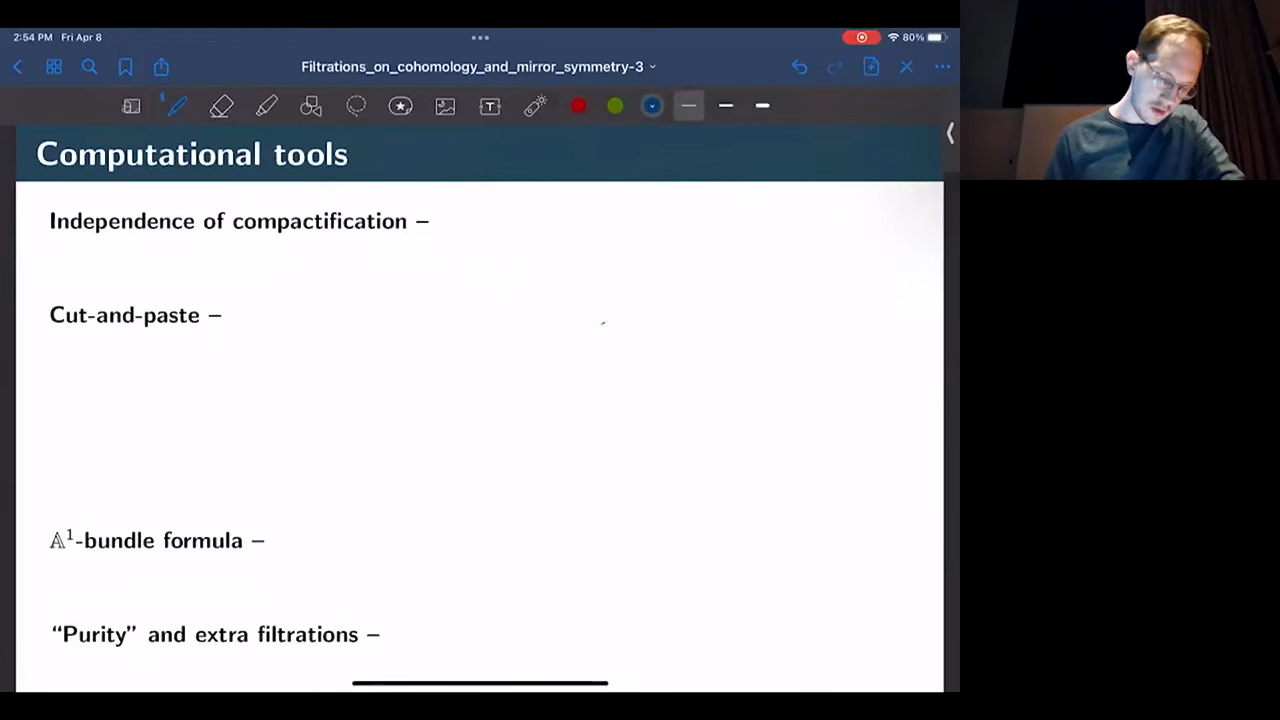 2:54 PM Fri Apr 8
80%
Filtrations_on_cohomology_and_mirror_symmetry-3
T
Computational tools
Independence of compactification –
Cut-and-paste –
𝔸¹-bundle formula –
“Purity” and extra filtrations –